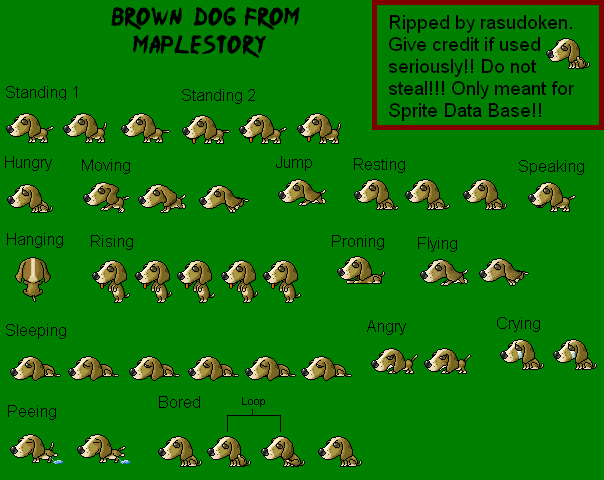 BROWN DOG FROM
MAPLESTORY
Ripped by rasudoken.
Give credit if used
seriously!! Do not
steal!!! Only meant for
Sprite Data Base!!
Standing 1
Standing 2
Hungry
Moving
Jump
Resting
Speaking
Hanging
Rising
Proning
Flying
Sleeping
Angry
Crying
Peeing
Bored
Loop